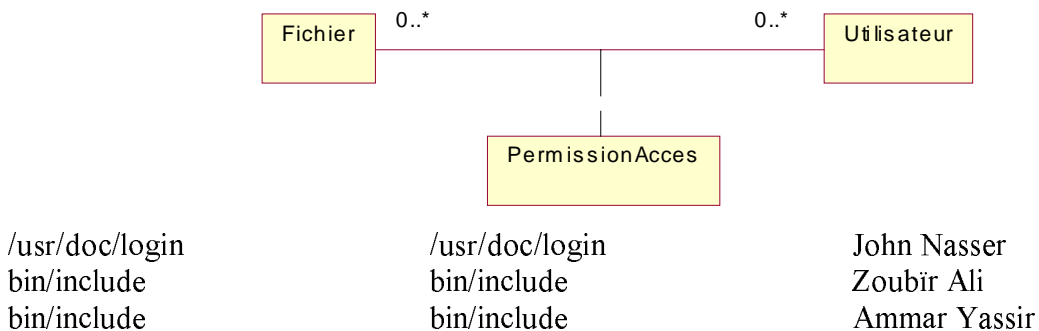 Fichier 0..* 0..* Utilisateur
PermissionAcces
/usr/doc/login /usr/doc/login John Nasser
bin/include bin/include Zoubïr Ali
bin/include bin/include Ammar Yassir